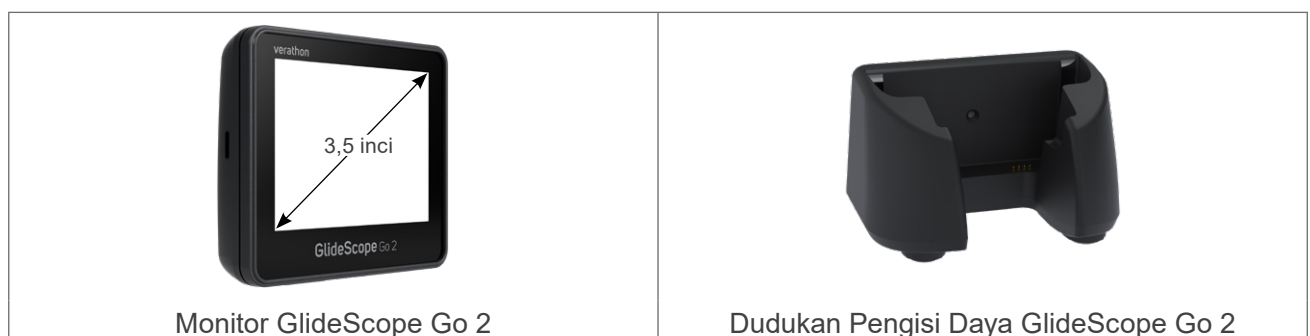 verathon
3,5 inci
GlideScope Go 2
Monitor GlideScope Go 2
Dudukan Pengisi Daya GlideScope Go 2